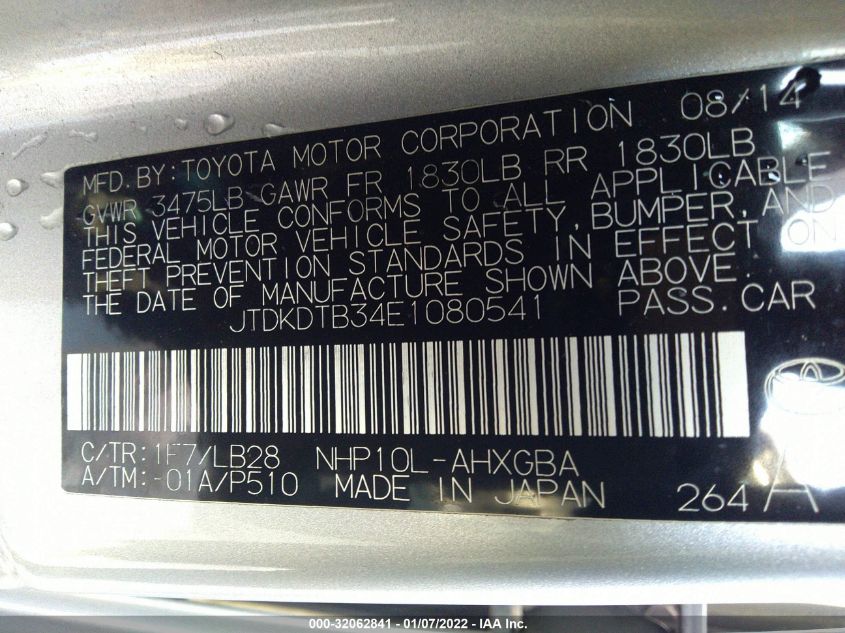 MFD. BY: TOYOTA MOTOR CORPORATION 08/14
GVWR 3475LB GAWR FR 1830LB RR 1830LB
THIS VEHICLE CONFORMS TO ALL APPLICABLE
FEDERAL MOTOR VEHICLE SAFETY, BUMPER, AND
THEFT PREVENTION STANDARDS IN EFFECT ON
THE DATE OF MANUFACTURE SHOWN ABOVE.
JTDKDTB34E1080541 PASS. CAR
C/TR: 1F7/LB28 NHP10L-AHXGBA
A/TM: -01A/P510 MADE IN JAPAN 264 A
000-32062841 - 01/07/2022 - IAA Inc.